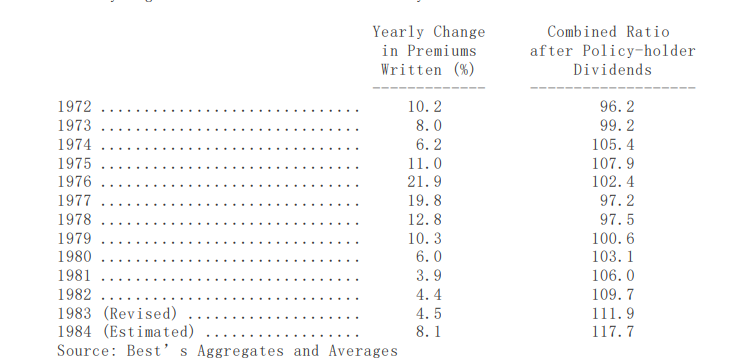 Yearly Change Combined Ratio
in Premiums after Policy-holder
Written (%) Dividends
------------- -------------------
1972 .............................. 10.2 96.2
1973 .............................. 8.0 99.2
1974 .............................. 6.2 105.4
1975 .............................. 11.0 107.9
1976 .............................. 21.9 102.4
1977 .............................. 19.8 97.2
1978 .............................. 12.8 97.5
1979 .............................. 10.3 100.6
1980 .............................. 6.0 103.1
1981 .............................. 3.9 106.0
1982 .............................. 4.4 109.7
1983 (Revised) .................... 4.5 111.9
1984 (Estimated) .................. 8.1 117.7
Source: Best’s Aggregates and Averages